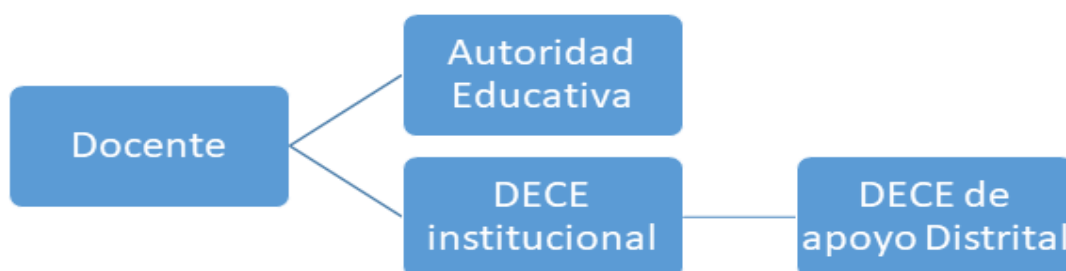 Docente
Autoridad
Educativa
DECE
institucional
DECE de
apoyo Distrital